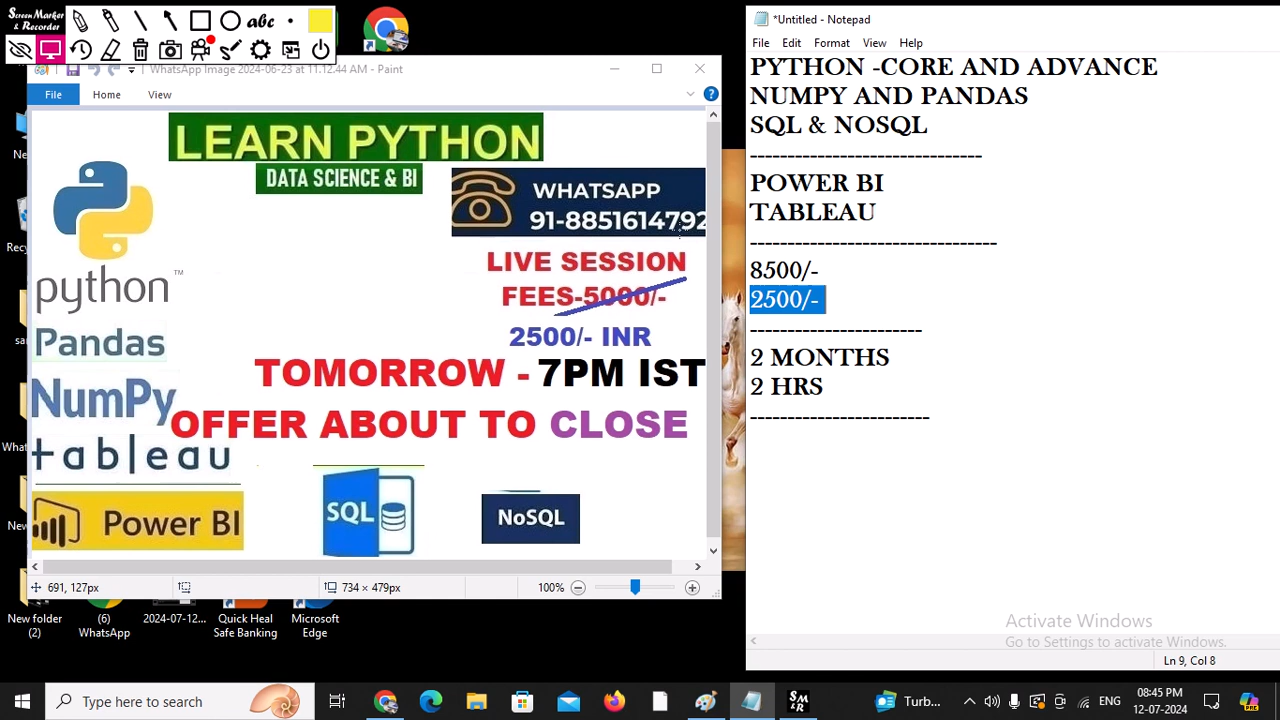 Screen Marker
& Recorder
abc
WhatsApp Image 2024-06-23 at 11.12.44 AM - Paint
File Home View
LEARN PYTHON
DATA SCIENCE & BI
WHATSAPP
91-8851614792
LIVE SESSION
FEES-5000/-
2500/- INR
TOMORROW - 7PM IST
OFFER ABOUT TO CLOSE
python™
Pandas
NumPy
+ab|eau
Power BI
SQL
NoSQL
691, 127px
734 × 479px
100%
*Untitled - Notepad
File Edit Format View Help
PYTHON -CORE AND ADVANCE
NUMPY AND PANDAS
SQL & NOSQL
-------------------------------
POWER BI
TABLEAU
---------------------------------
8500/-
2500/-
-----------------------
2 MONTHS
2 HRS
------------------------
Activate Windows
Go to Settings to activate Windows.
Ln 9, Col 8
New folder
(2)
(6)
WhatsApp
2024-07-12...
Quick Heal
Safe Banking
Microsoft
Edge
Type here to search
SM
&R
Turb...
ENG
08:45 PM
12-07-2024